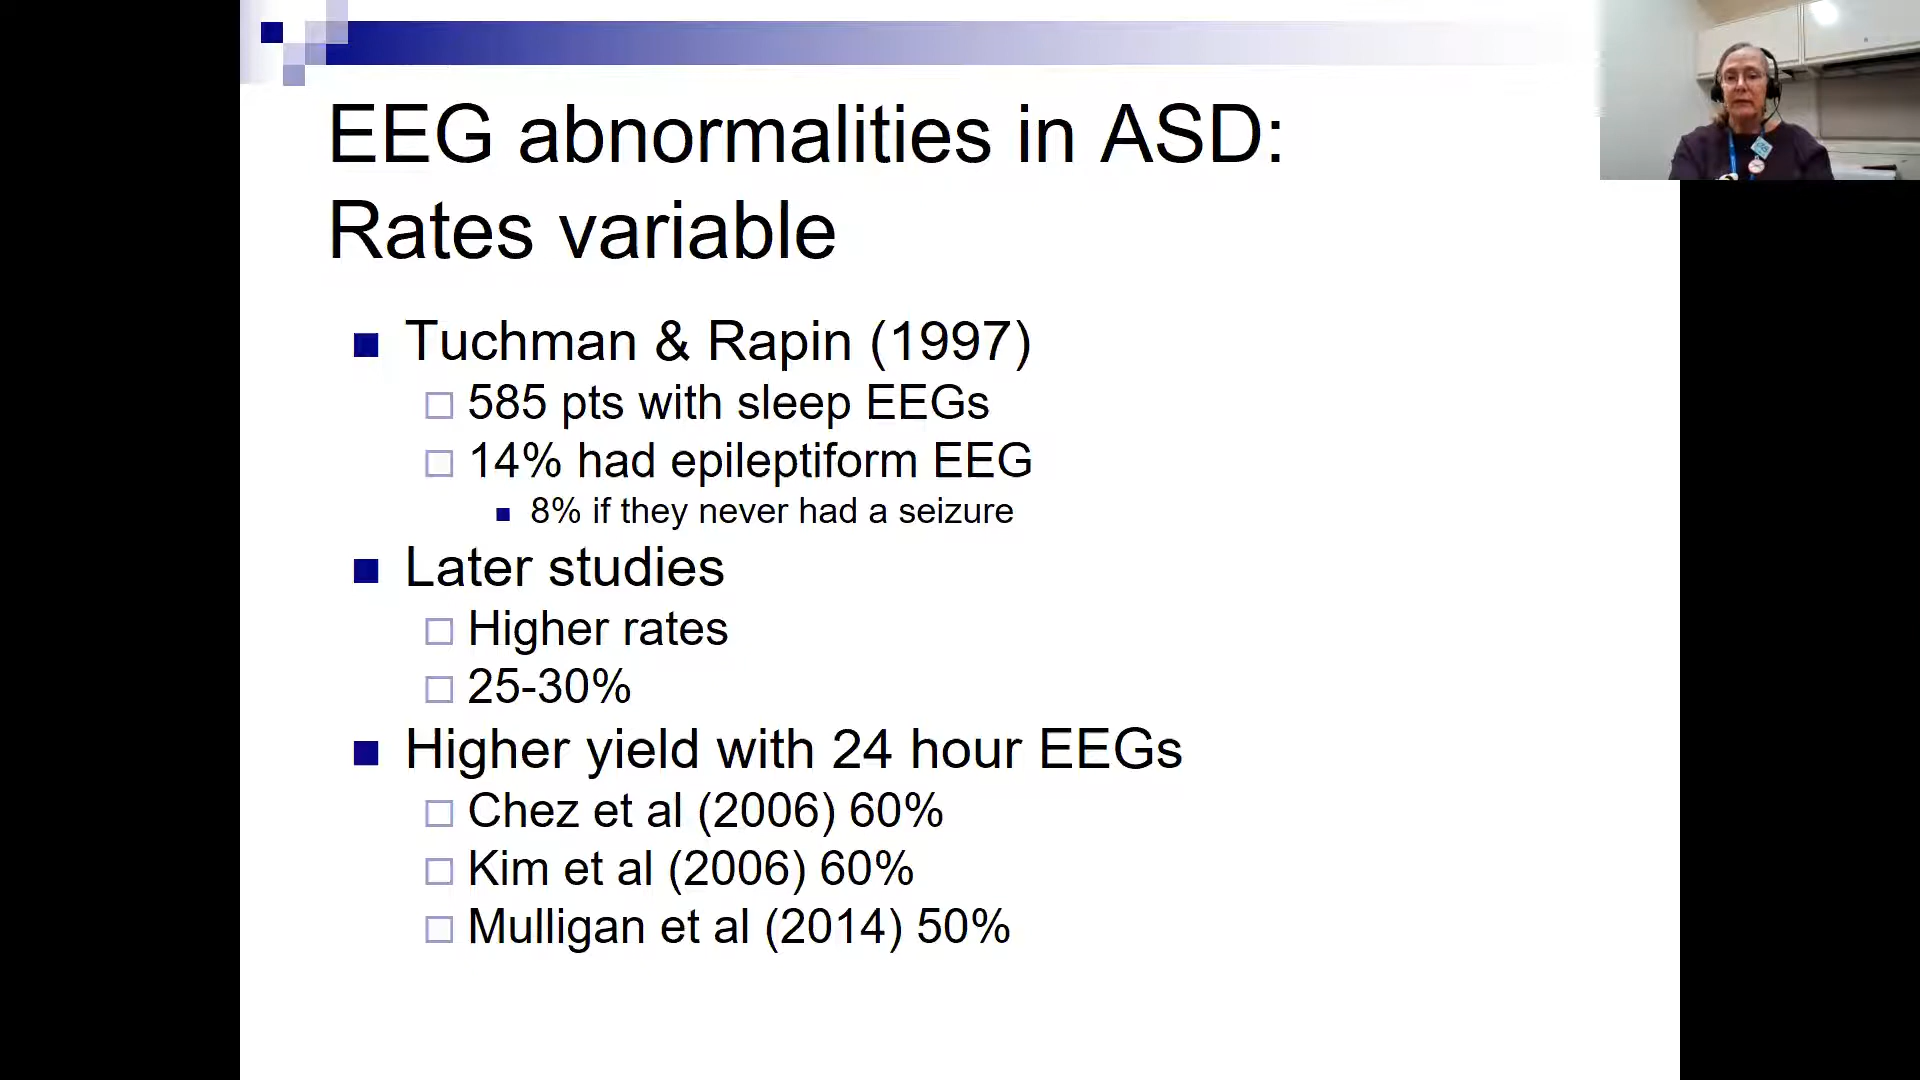 EEG abnormalities in ASD:
Rates variable
Tuchman & Rapin (1997)
585 pts with sleep EEGs
14% had epileptiform EEG
8% if they never had a seizure
Later studies
Higher rates
25-30%
Higher yield with 24 hour EEGs
Chez et al (2006) 60%
Kim et al (2006) 60%
Mulligan et al (2014) 50%